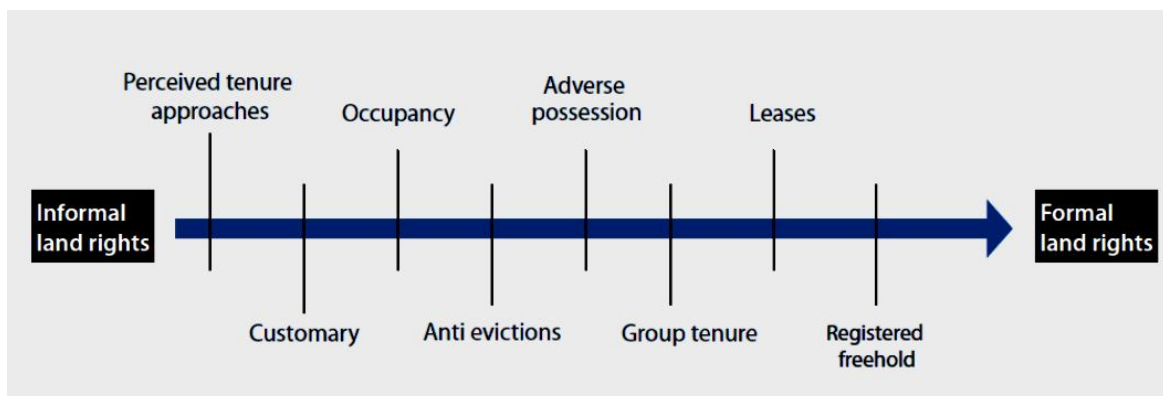 Perceived tenure
approaches
Occupancy
Adverse
possession
Leases
Informal
land rights
Formal
land rights
Customary
Anti evictions
Group tenure
Registered
freehold